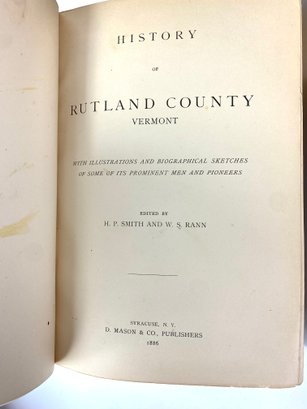 HISTORY
OF
RUTLAND COUNTY
VERMONT
WITH ILLUSTRATIONS AND BIOGRAPHICAL SKETCHES
OF SOME OF ITS PROMINENT MEN AND PIONEERS
EDITED BY
H. P. SMITH AND W. S. RANN
SYRACUSE, N. Y.
D. MASON & CO., PUBLISHERS
1886